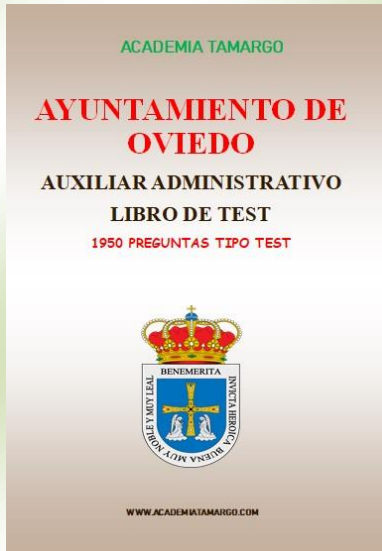 ACADEMIA TAMARGO
AYUNTAMIENTO DE
OVIEDO
AUXILIAR ADMINISTRATIVO
LIBRO DE TEST
1950 PREGUNTAS TIPO TEST
BENEMERITA
INVICTA HEROICA BUENA
MUY NOBLE Y MUY LEAL
WWW.ACADEMIATAMARGO.COM